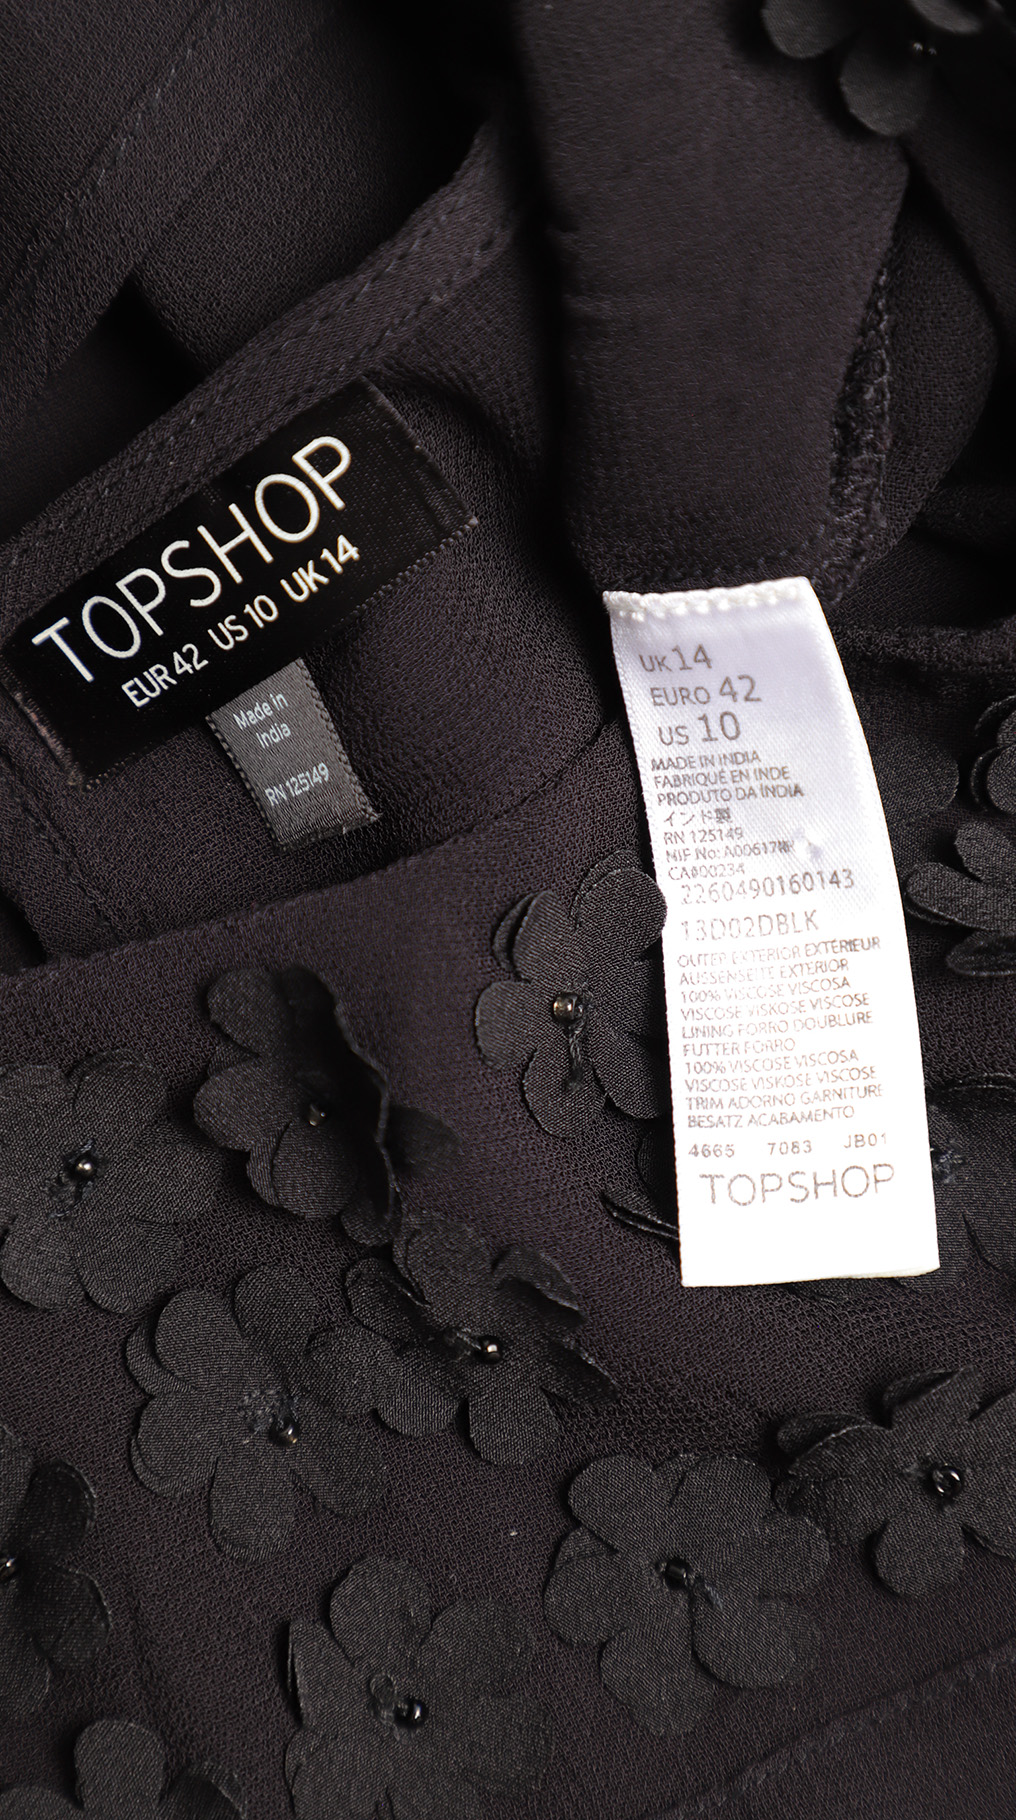 TOPSHOP
EUR 42 US 10 UK 14
Made in
India
RN 125149
UK 14
EURO 42
US 10
MADE IN INDIA
FABRIQUÉ EN INDE
PRODUTO DA ÍNDIA
インド製
RN 125149
NIF No: A00617
CA#00234
2260490160143
13D02DBLK
OUTER EXTERIOR EXTÉRIEUR
AUSSENSEITE EXTERIOR
100% VISCOSE VISCOSA
VISCOSE VISKOSE VISCOSE
LINING FORRO DOUBLURE
FUTTER FORRO
100% VISCOSE VISCOSA
VISCOSE VISKOSE VISCOSE
TRIM ADORNO GARNITURE
BESATZ ACABAMENTO
4665 7083 JB01
TOPSHOP